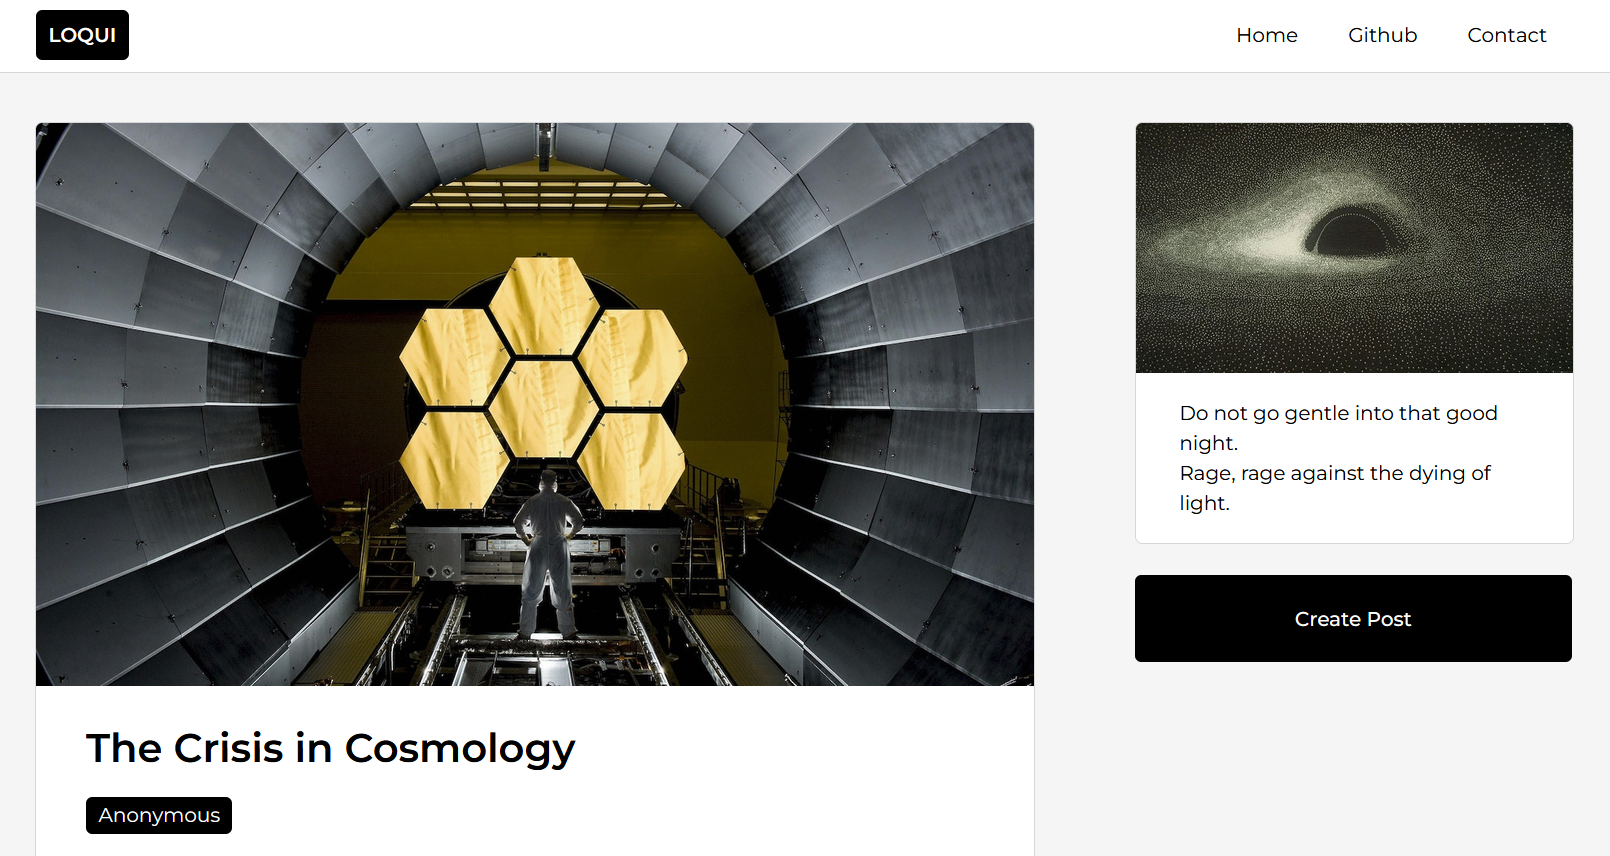 LOQUI
Home Github Contact
Do not go gentle into that good
night.
Rage, rage against the dying of
light.
Create Post
The Crisis in Cosmology
Anonymous